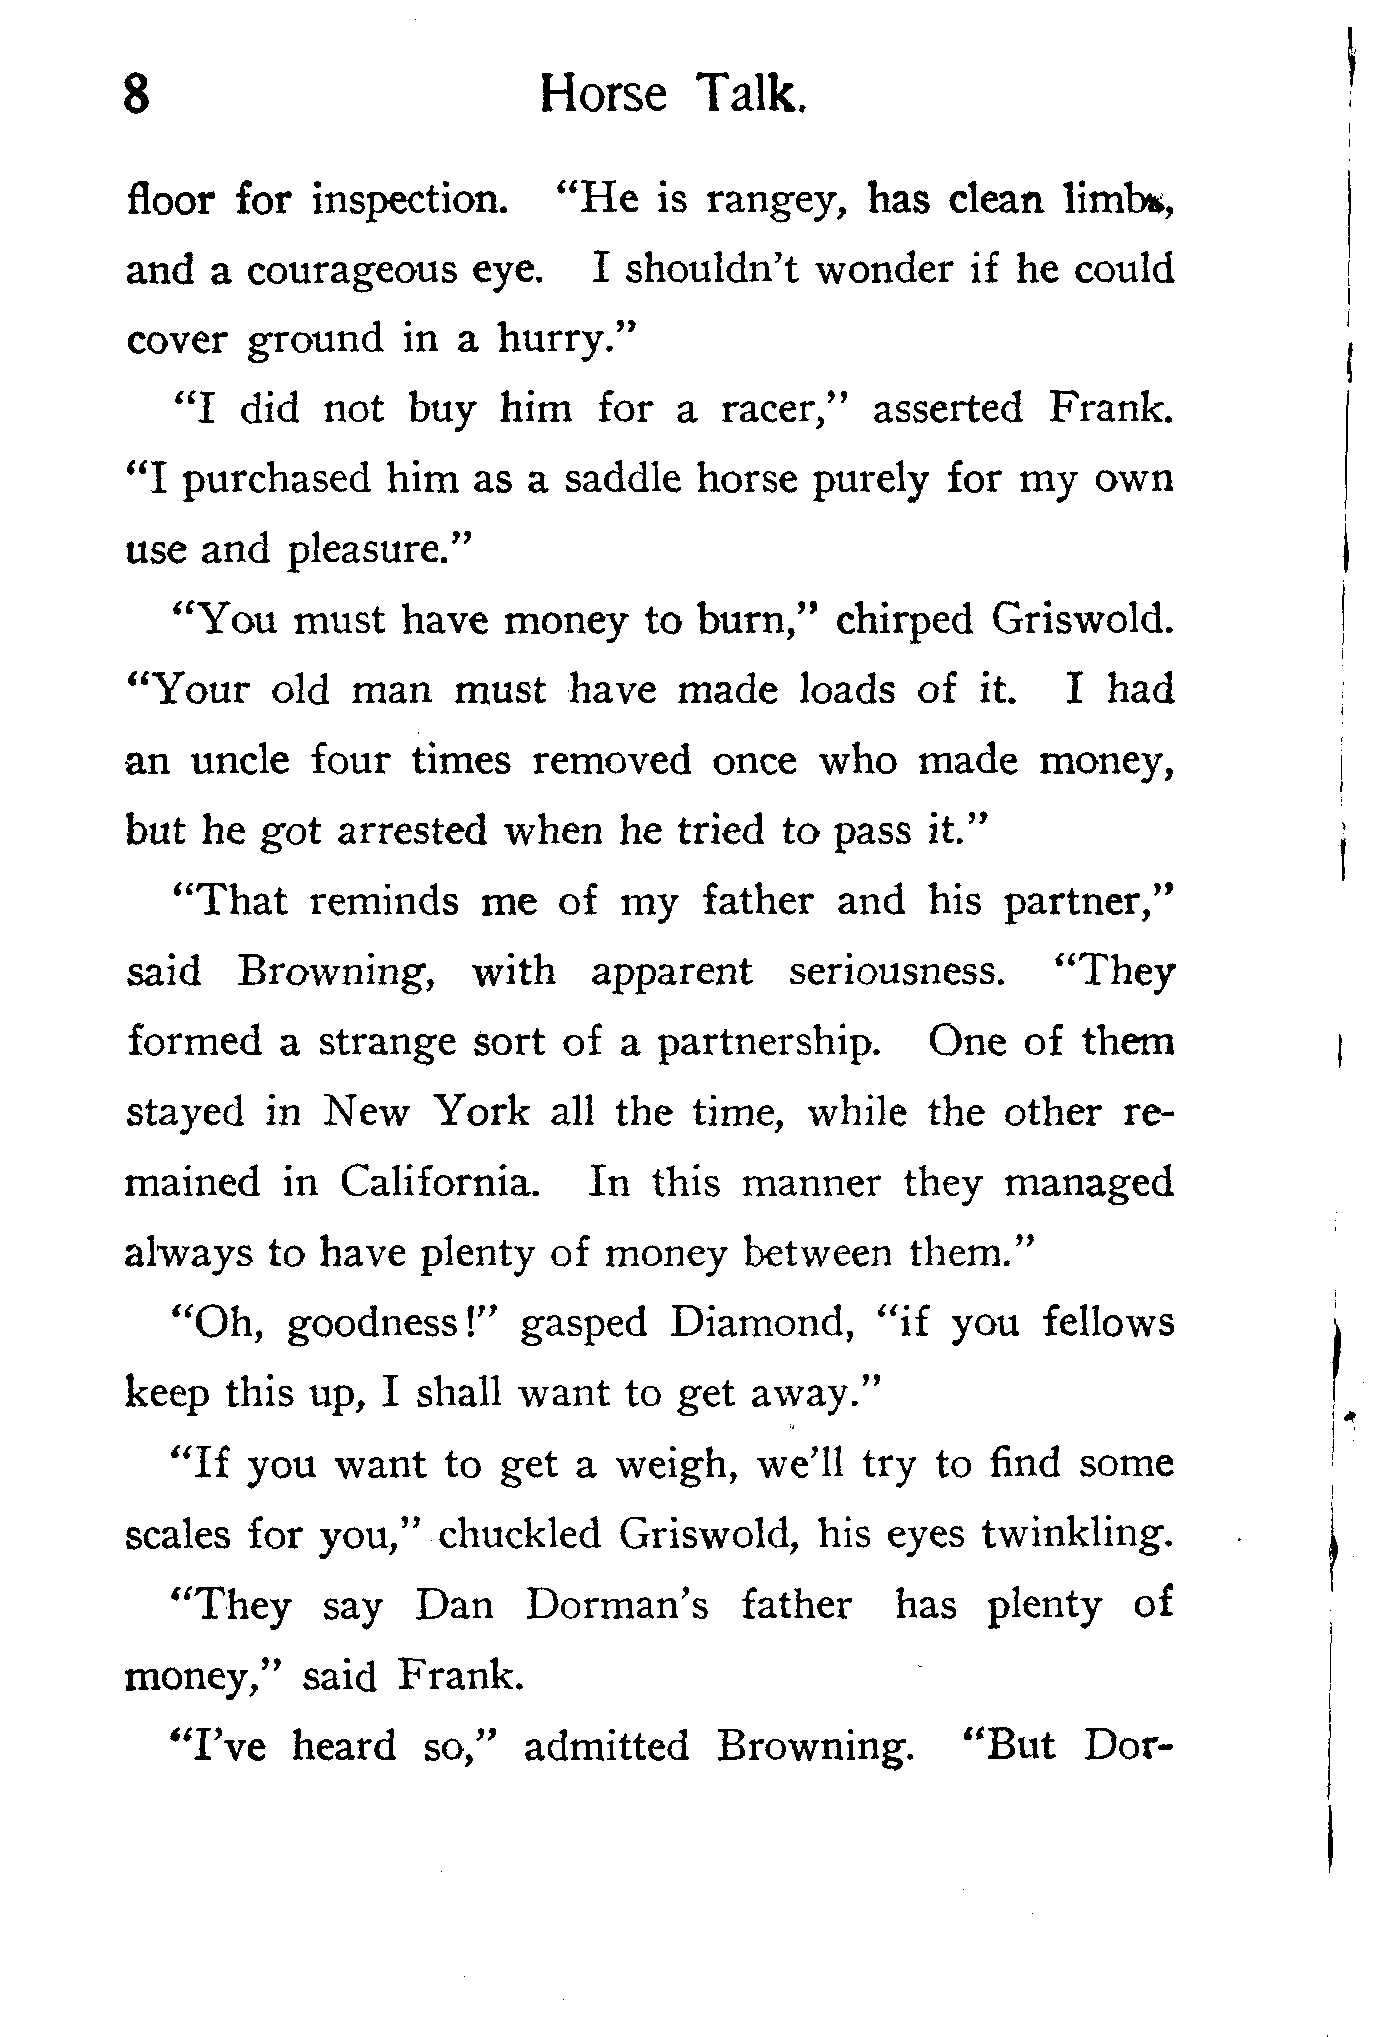 8 Horse Talk.
floor for inspection. “He is rangey, has clean limbs,
and a courageous eye. I shouldn’t wonder if he could
cover ground in a hurry.”
“I did not buy him for a racer,” asserted Frank.
“I purchased him as a saddle horse purely for my own
use and pleasure.”
“You must have money to burn,” chirped Griswold.
“Your old man must have made loads of it. I had
an uncle four times removed once who made money,
but he got arrested when he tried to pass it.”
“That reminds me of my father and his partner,”
said Browning, with apparent seriousness. “They
formed a strange sort of a partnership. One of them
stayed in New York all the time, while the other re-
mained in California. In this manner they managed
always to have plenty of money between them.”
“Oh, goodness!” gasped Diamond, “if you fellows
keep this up, I shall want to get away.”
“If you want to get a weigh, we’ll try to find some
scales for you,” chuckled Griswold, his eyes twinkling.
“They say Dan Dorman’s father has plenty of
money,” said Frank.
“I’ve heard so,” admitted Browning. “But Dor-